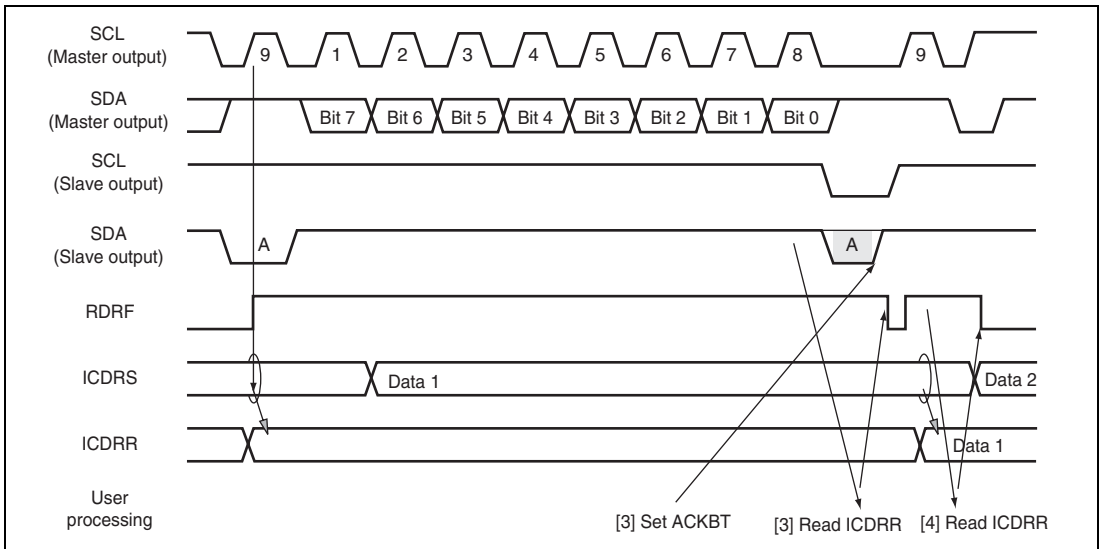 SCL
(Master output)
9 1 2 3 4 5 6 7 8 9
SDA
(Master output)
Bit 7 Bit 6 Bit 5 Bit 4 Bit 3 Bit 2 Bit 1 Bit 0
SCL
(Slave output)
SDA
(Slave output)
A A
RDRF
ICDRS
Data 1 Data 2
ICDRR
Data 1
User
processing
[3] Set ACKBT [3] Read ICDRR [4] Read ICDRR